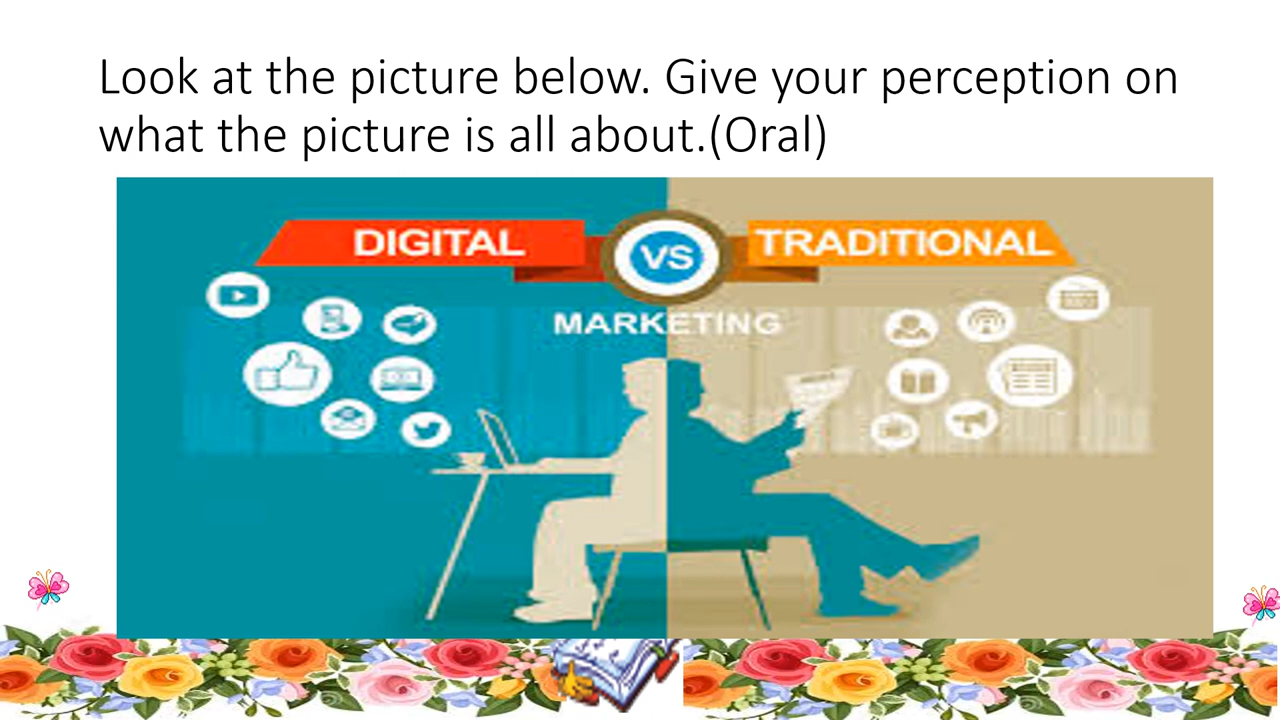 Look at the picture below. Give your perception on
what the picture is all about.(Oral)
DIGITAL VS TRADITIONAL
MARKETING